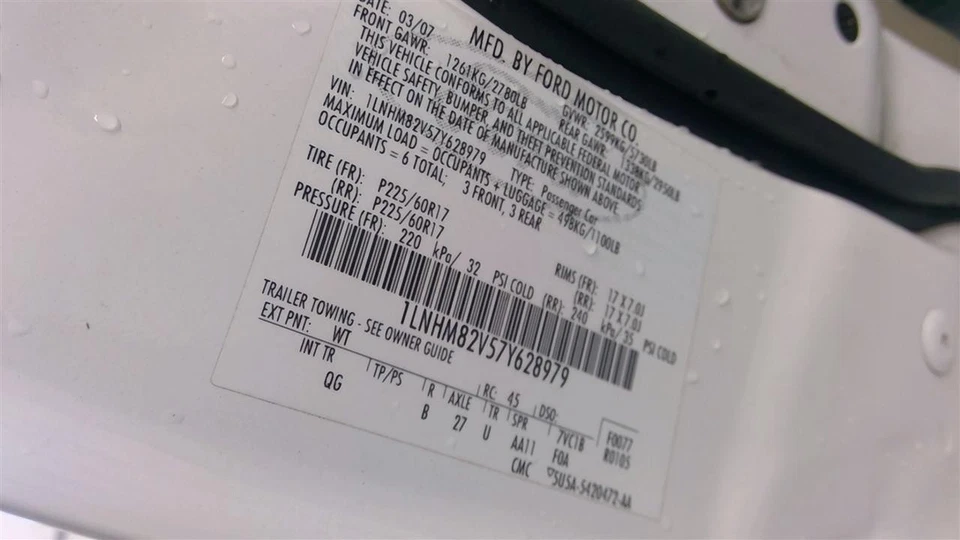 MFD. BY FORD MOTOR CO.
DATE: 03/07 GVWR: 2599KG/5730LB
FRONT GAWR: 1261KG/2780LB REAR GAWR: 1338KG/2950LB
THIS VEHICLE CONFORMS TO ALL APPLICABLE FEDERAL MOTOR
VEHICLE SAFETY, BUMPER, AND THEFT PREVENTION STANDARDS
IN EFFECT ON THE DATE OF MANUFACTURE SHOWN ABOVE
VIN: 1LNHM82V57Y628979 TYPE: Passenger Car
MAXIMUM LOAD = OCCUPANTS + LUGGAGE = 498KG/1100LB
OCCUPANTS = 6 TOTAL; 3 FRONT, 3 REAR
TIRE (FR): P225/60R17 RIMS (FR): 17 X 7.0J
(RR): P225/60R17 (RR): 17 X 7.0J
PRESSURE (FR): 220 kPa/ 32 PSI COLD (RR): 240 kPa/ 35 PSI COLD
1LNHM82V57Y628979
TRAILER TOWING - SEE OWNER GUIDE
EXT PNT: WT RC: 45 DSO: F0077
INT TR TP/PS R AXLE TR SPR 7VC1B R0105
QG B 27 U AA11 FOA
CMC SU5A-5420472-AA